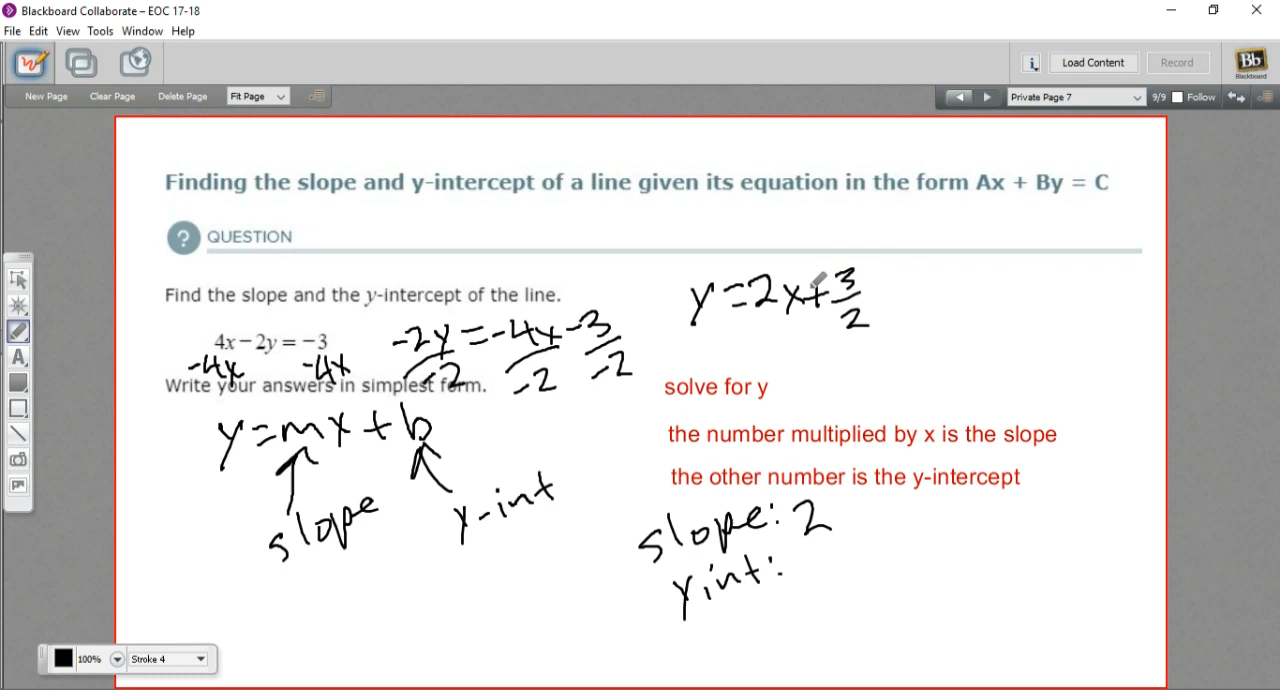 Blackboard Collaborate – EOC 17-18
File Edit View Tools Window Help
Load Content Record Bb
Blackboard
New Page Clear Page Delete Page Fit Page Private Page 7 9/9 Follow
Finding the slope and y-intercept of a line given its equation in the form Ax + By = C
? QUESTION
Find the slope and the y-intercept of the line.
4x − 2y = −3
-4x -4x
-2y = -4x - 3
-2 -2 -2
y = 2x + 3/2
Write your answers in simplest form.
solve for y
y = mx + b
the number multiplied by x is the slope
the other number is the y-intercept
slope
y-int
slope: 2
y int:
A
100% Stroke 4